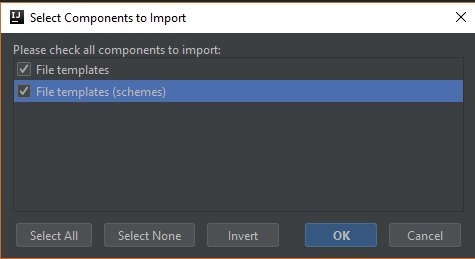 IJ
Select Components to Import
Please check all components to import:
File templates
File templates (schemes)
Select All
Select None
Invert
OK
Cancel